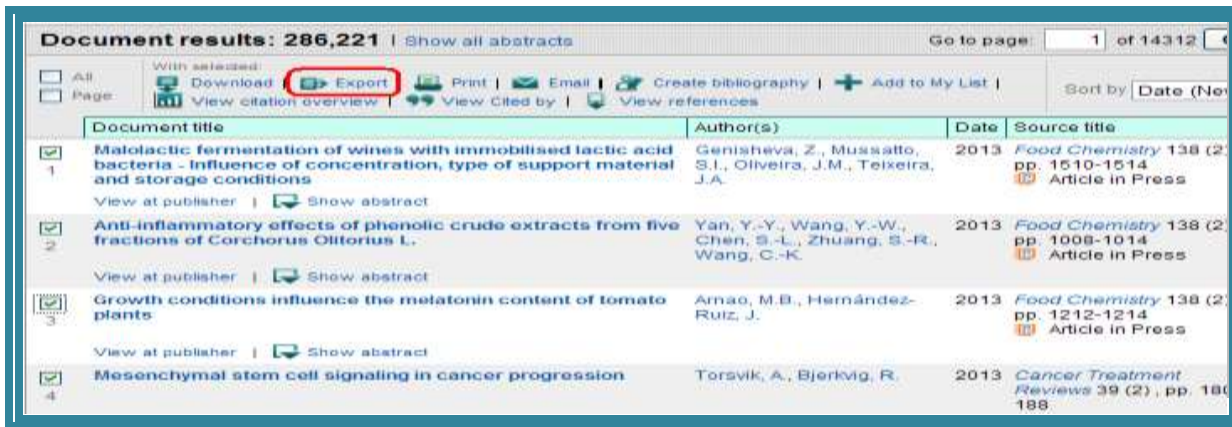 Document results: 286,221 | Show all abstracts Go to page: 1 of 14312
With selected:
All Download | Export | Print | Email | Create bibliography | Add to My List | Sort by Date
Page View citation overview | View Cited by | View references
Document title Author(s) Date Source title
Malolactic fermentation of wines with immobilised lactic acid Genisheva, Z., Mussatto, 2013 Food Chemistry 138 (2
1 bacteria - Influence of concentration, type of support material S.I., Oliveira, J.M., Teixeira, pp. 1510-1514
and storage conditions J.A. Article in Press
View at publisher | Show abstract
Anti-inflammatory effects of phenolic crude extracts from five Yan, Y.-Y., Wang, Y.-W., 2013 Food Chemistry 138 (2
2 fractions of Corchorus Olitorius L. Chen, S.-L., Zhuang, S.-R., pp. 1008-1014
Wang, C.-K. Article in Press
View at publisher | Show abstract
Growth conditions influence the melatonin content of tomato Arnao, M.B., Hernández- 2013 Food Chemistry 138 (2
3 plants Ruiz, J. pp. 1212-1214
Article in Press
View at publisher | Show abstract
Mesenchymal stem cell signaling in cancer progression Torsvik, A., Bjerkvig, R. 2013 Cancer Treatment
4 Reviews 39 (2) , pp. 180
188